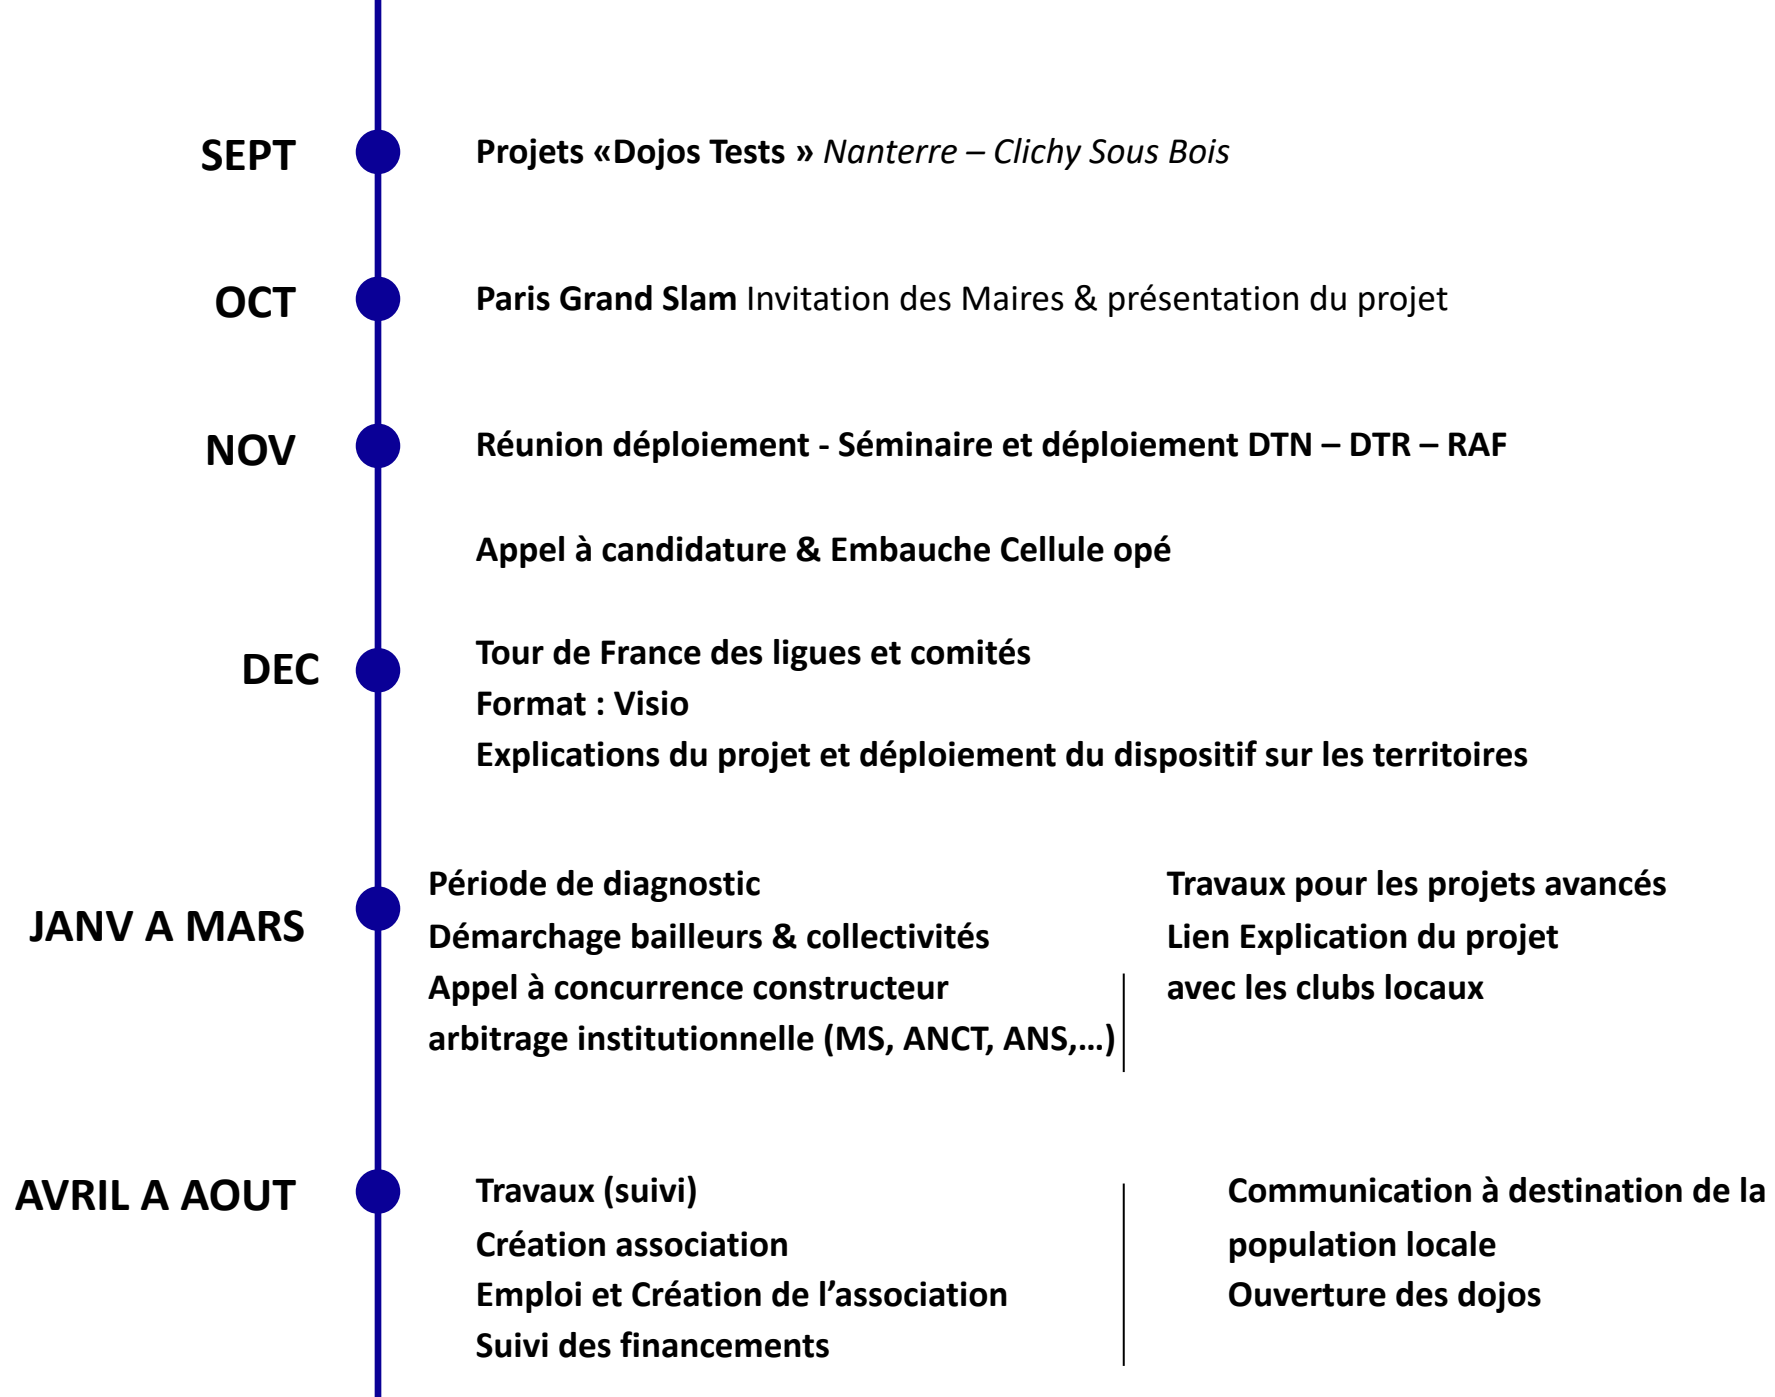 SEPT
Projets «Dojos Tests » Nanterre – Clichy Sous Bois
OCT
Paris Grand Slam Invitation des Maires & présentation du projet
NOV
Réunion déploiement - Séminaire et déploiement DTN – DTR – RAF
Appel à candidature & Embauche Cellule opé
DEC
Tour de France des ligues et comités
Format : Visio
Explications du projet et déploiement du dispositif sur les territoires
JANV A MARS
Période de diagnostic
Démarchage bailleurs & collectivités
Appel à concurrence constructeur
arbitrage institutionnelle (MS, ANCT, ANS,...)
Travaux pour les projets avancés
Lien Explication du projet
avec les clubs locaux
AVRIL A AOUT
Travaux (suivi)
Création association
Emploi et Création de l’association
Suivi des financements
Communication à destination de la
population locale
Ouverture des dojos